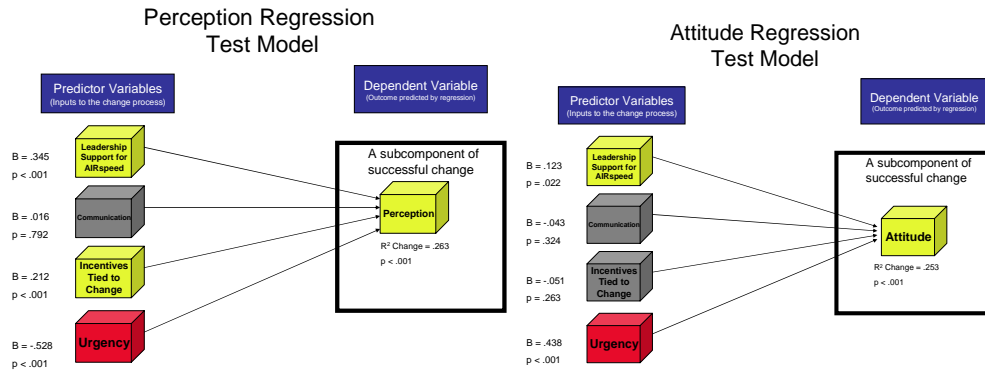 Perception Regression
Test Model
Predictor Variables
(Inputs to the change process)
Dependent Variable
(Outcome predicted by regression)
B = .345
p < .001
Leadership
Support for
AIRspeed
B = .016
p = .792
Communication
B = .212
p < .001
Incentives
Tied to
Change
B = -.528
p < .001
Urgency
A subcomponent of
successful change
Perception
R² Change = .263
p < .001
Attitude Regression
Test Model
Predictor Variables
(Inputs to the change process)
Dependent Variable
(Outcome predicted by regression)
B = .123
p = .022
Leadership
Support for
AIRspeed
B = -.043
p = .324
Communication
B = -.051
p = .263
Incentives
Tied to
Change
B = .438
p < .001
Urgency
A subcomponent of
successful change
Attitude
R² Change = .253
p < .001